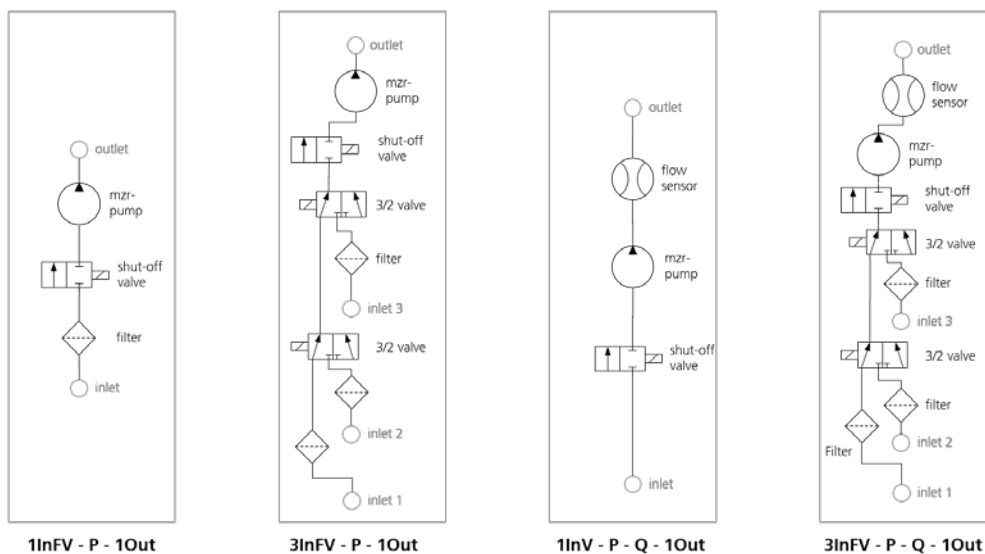 outlet
mzr-
pump
shut-off
valve
filter
inlet
1InFV - P - 1Out
outlet
mzr-
pump
shut-off
valve
3/2 valve
filter
inlet 3
3/2 valve
inlet 2
inlet 1
3InFV - P - 1Out
outlet
flow
sensor
mzr-
pump
shut-off
valve
inlet
1InV - P - Q - 1Out
outlet
flow
sensor
mzr-
pump
shut-off
valve
3/2 valve
filter
inlet 3
3/2 valve
filter
Filter
inlet 2
inlet 1
3InFV - P - Q - 1Out